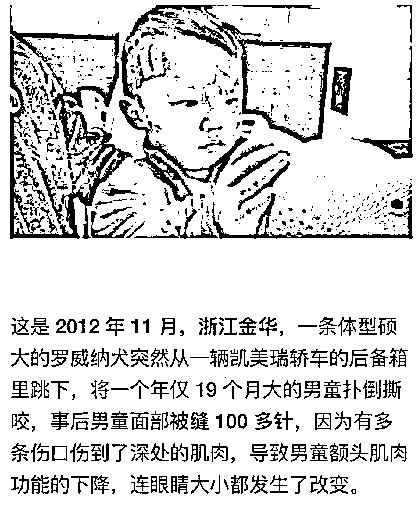 这是 2012 年 11 月，浙江金华，一条体型硕
大的罗威纳犬突然从一辆凯美瑞轿车的后备箱
里跳下，将一个年仅 19 个月大的男童扑倒撕
咬，事后男童面部被缝 100 多针，因为有多
条伤口伤到了深处的肌肉，导致男童额头肌肉
功能的下降，连眼睛大小都发生了改变。